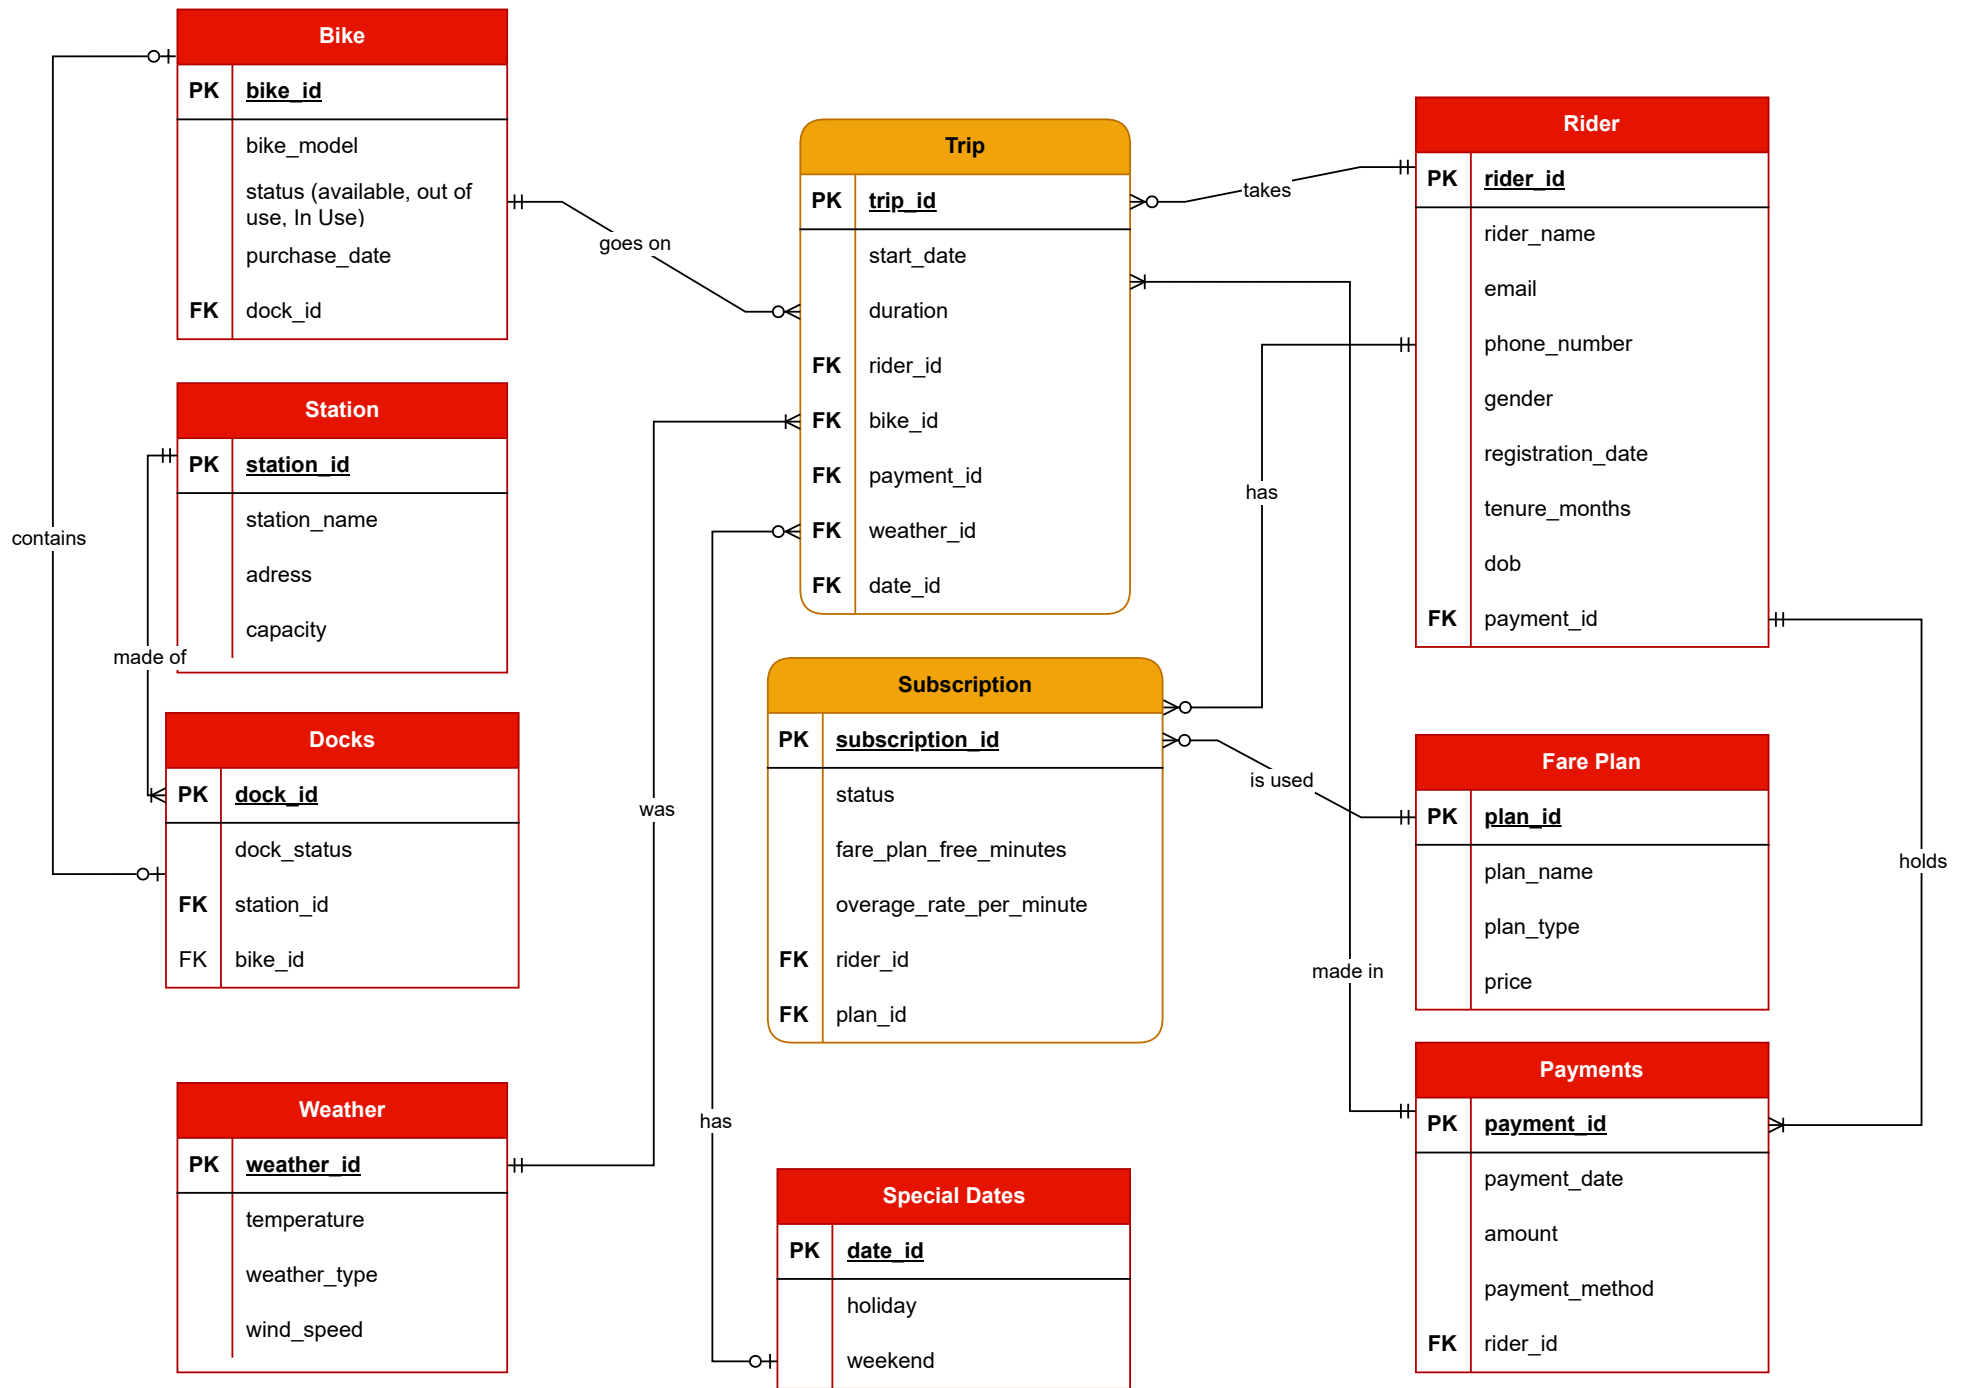 Bike
PK bike_id
bike_model
status (available, out of
use, In Use)
purchase_date
FK dock_id
Station
PK station_id
station_name
adress
capacity
Docks
PK dock_id
dock_status
FK station_id
FK bike_id
Weather
PK weather_id
temperature
weather_type
wind_speed
contains
made of
goes on
was
has
Trip
PK trip_id
start_date
duration
FK rider_id
FK bike_id
FK payment_id
FK weather_id
FK date_id
Subscription
PK subscription_id
status
fare_plan_free_minutes
overage_rate_per_minute
FK rider_id
FK plan_id
Special Dates
PK date_id
holiday
weekend
takes
has
is used
made in
holds
Rider
PK rider_id
rider_name
email
phone_number
gender
registration_date
tenure_months
dob
FK payment_id
Fare Plan
PK plan_id
plan_name
plan_type
price
Payments
PK payment_id
payment_date
amount
payment_method
FK rider_id